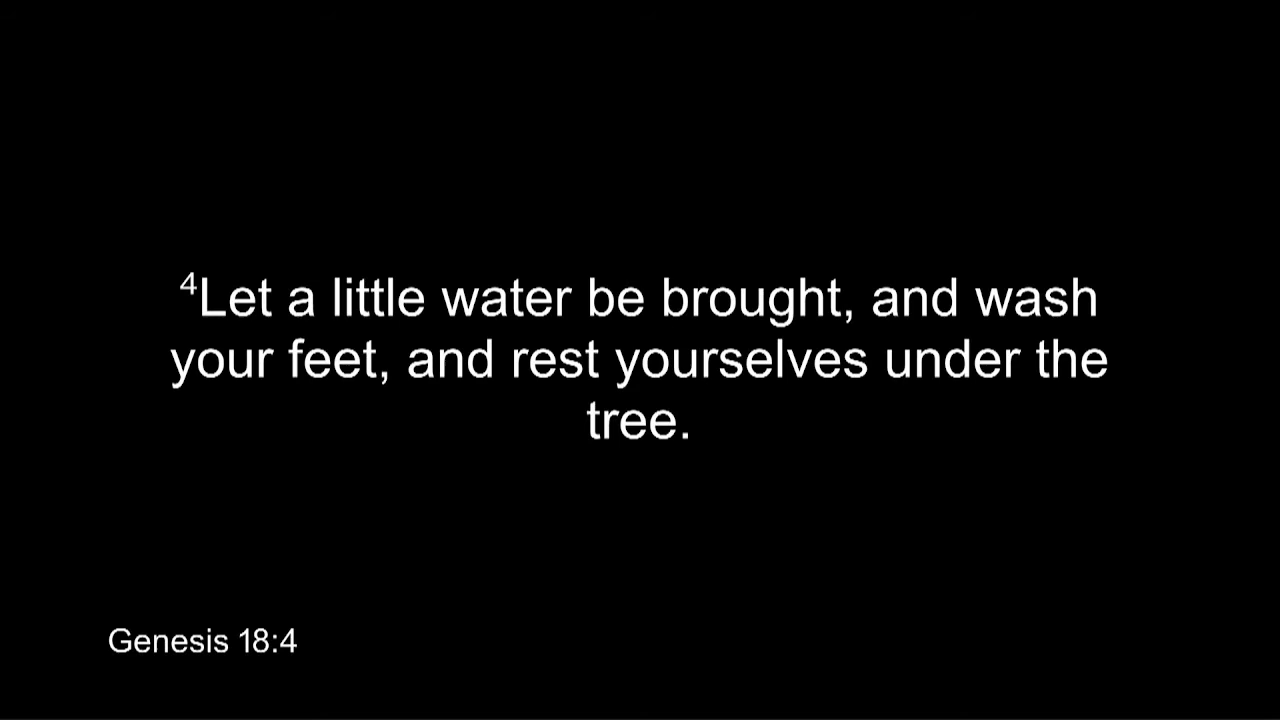 ⁴Let a little water be brought, and wash
your feet, and rest yourselves under the
tree.
Genesis 18:4